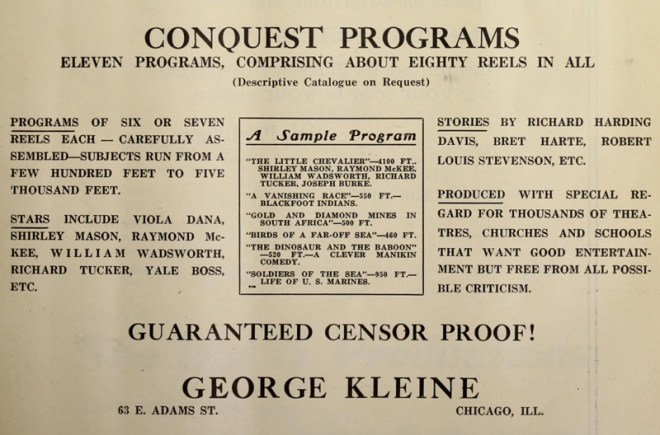 CONQUEST PROGRAMS
ELEVEN PROGRAMS, COMPRISING ABOUT EIGHTY REELS IN ALL
(Descriptive Catalogue on Request)
PROGRAMS OF SIX OR SEVEN
REELS EACH — CAREFULLY AS-
SEMBLED—SUBJECTS RUN FROM A
FEW HUNDRED FEET TO FIVE
THOUSAND FEET.
STARS INCLUDE VIOLA DANA,
SHIRLEY MASON, RAYMOND Mc-
KEE, WILLIAM WADSWORTH,
RICHARD TUCKER, YALE BOSS,
ETC.
A Sample Program
"THE LITTLE CHEVALIER"—4100 FT..
SHIRLEY MASON, RAYMOND McKEE,
WILLIAM WADSWORTH, RICHARD
TUCKER, JOSEPH BURKE.
"A VANISHING RACE"—550 FT.—
BLACKFOOT INDIANS.
"GOLD AND DIAMOND MINES IN
SOUTH AFRICA"—500 FT.
"BIRDS OF A FAR-OFF SEA"—460 FT.
"THE DINOSAUR AND THE BABOON"
—520 FT.—A CLEVER MANIKIN
COMEDY.
"SOLDIERS OF THE SEA"—950 FT.—
LIFE OF U. S. MARINES.
STORIES BY RICHARD HARDING
DAVIS, BRET HARTE, ROBERT
LOUIS STEVENSON, ETC.
PRODUCED WITH SPECIAL RE-
GARD FOR THOUSANDS OF THEA-
TRES, CHURCHES AND SCHOOLS
THAT WANT GOOD ENTERTAIN-
MENT BUT FREE FROM ALL POSSI-
BLE CRITICISM.
GUARANTEED CENSOR PROOF!
GEORGE KLEINE
63 E. ADAMS ST. CHICAGO, ILL.